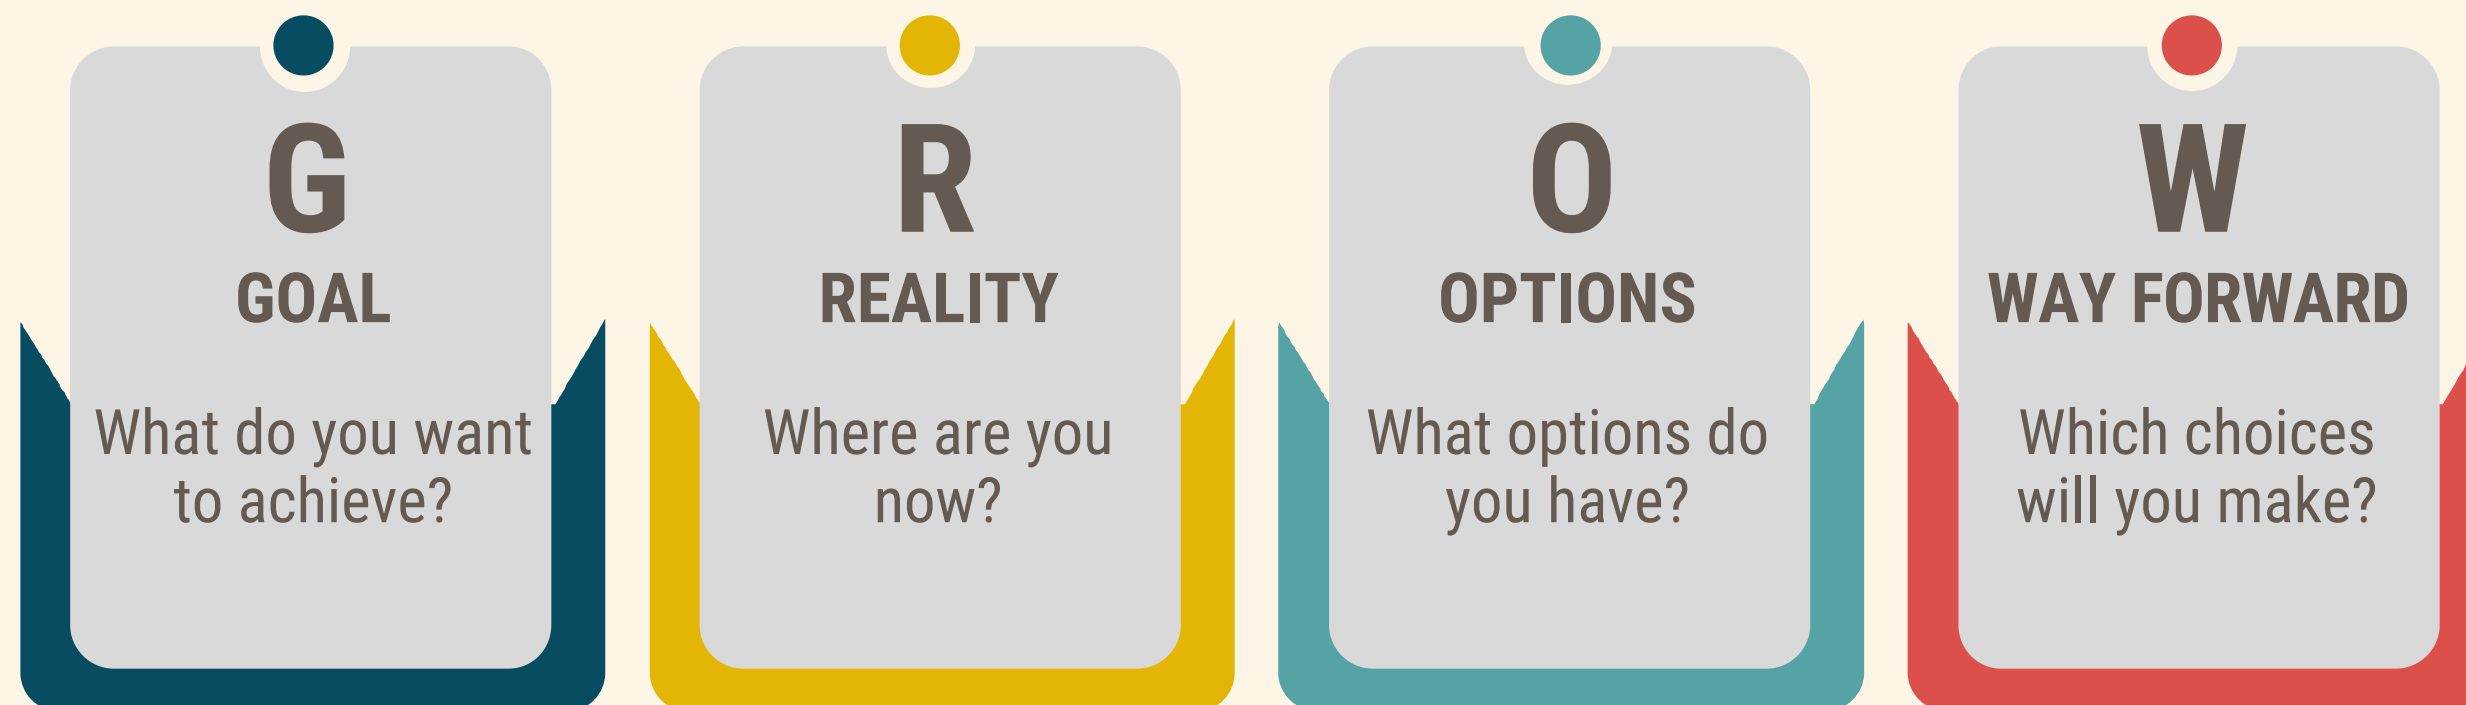 G
GOAL
What do you want
to achieve?
R
REALITY
Where are you
now?
O
OPTIONS
What options do
you have?
W
WAY FORWARD
Which choices
will you make?